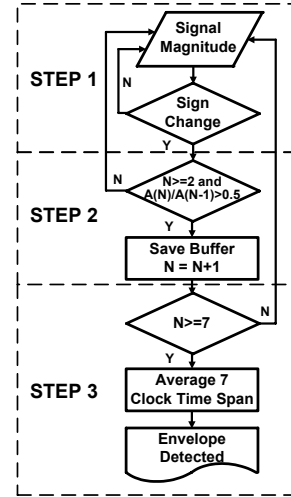 Signal
Magnitude
STEP 1
N
Sign
Change
Y
N
N>=2 and
A(N)/A(N-1)>0.5
STEP 2
Y
Save Buffer
N = N+1
N>=7
N
Y
STEP 3
Average 7
Clock Time Span
Envelope
Detected